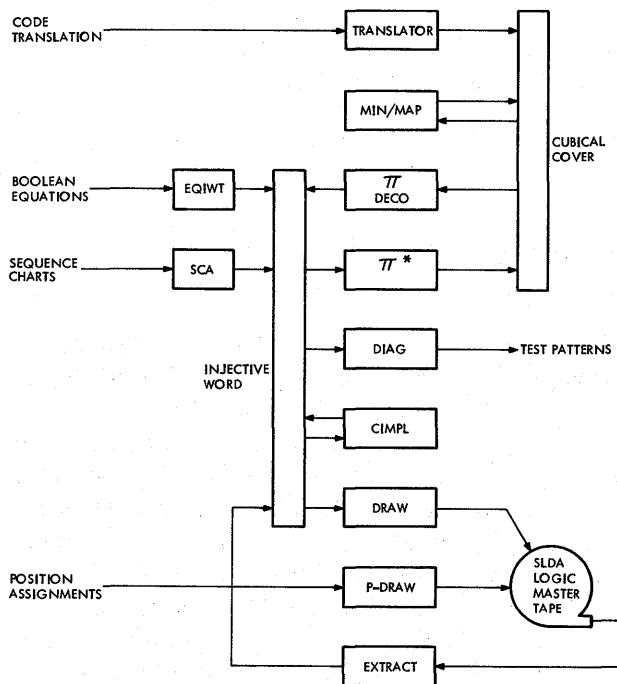 CODE
TRANSLATION
TRANSLATOR
MIN/MAP
CUBICAL
COVER
BOOLEAN
EQUATIONS
EQIWT
π
DECO
SEQUENCE
CHARTS
SCA
π *
INJECTIVE
WORD
DIAG
TEST PATTERNS
CIMPL
DRAW
SLDA
LOGIC
MASTER
TAPE
POSITION
ASSIGNMENTS
P-DRAW
EXTRACT